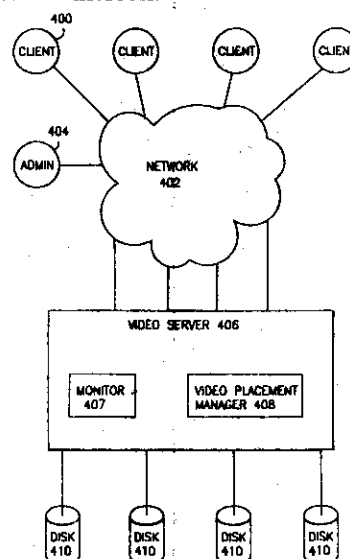 400
CLIENT CLIENT CLIENT CLIENT
404
ADMIN
NETWORK
402
VIDEO SERVER 406
MONITOR
407
VIDEO PLACEMENT
MANAGER 408
DISK DISK DISK DISK
410 410 410 410